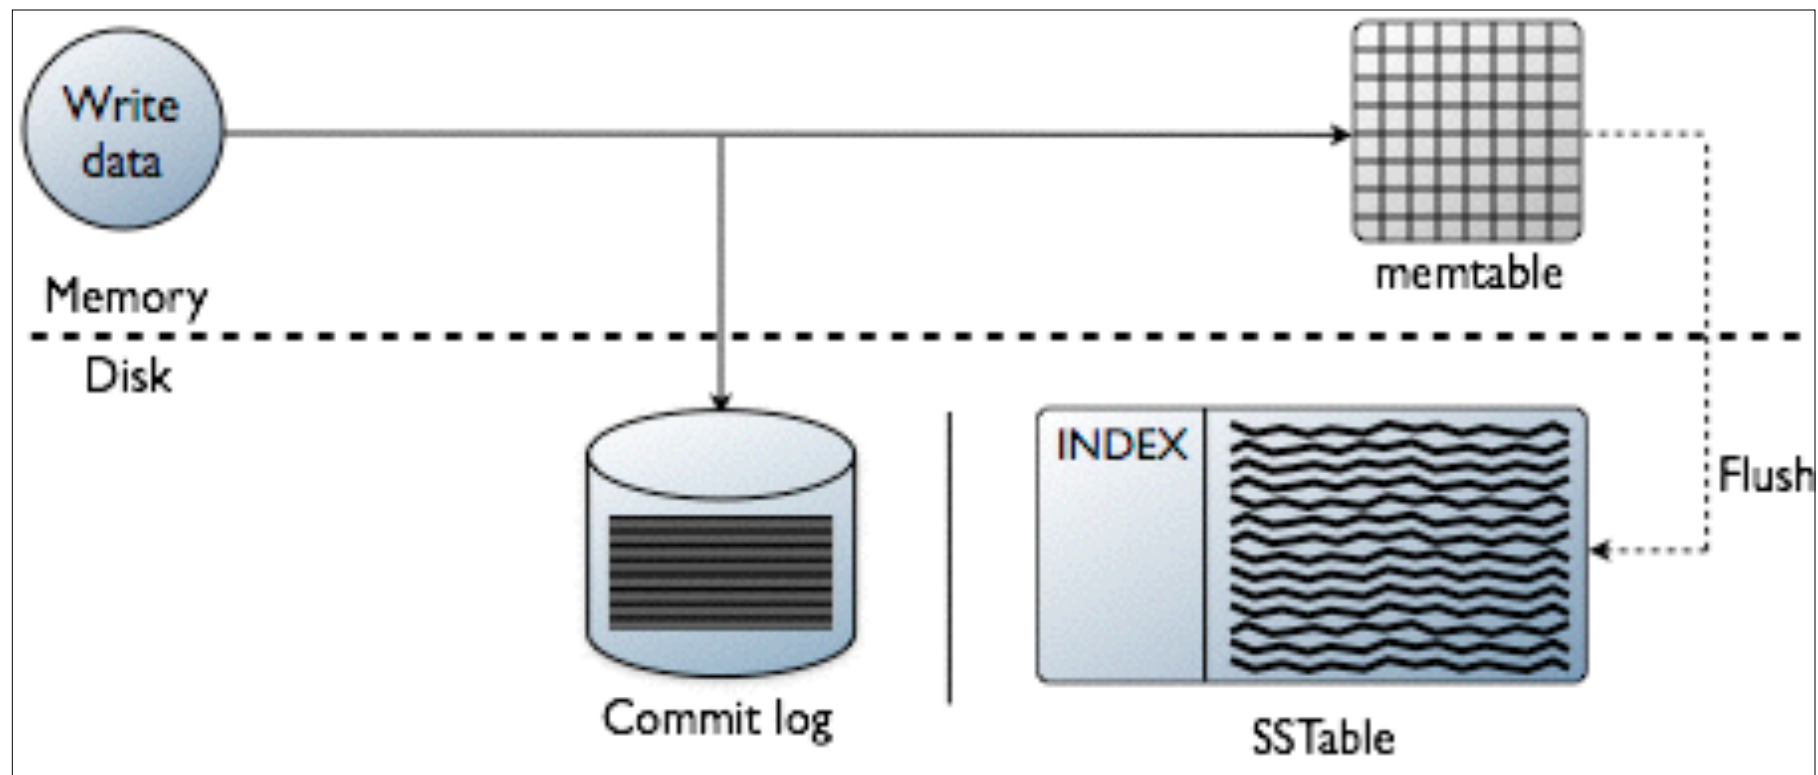 Write
data
memtable
Memory
Disk
INDEX
Flush
Commit log
SSTable